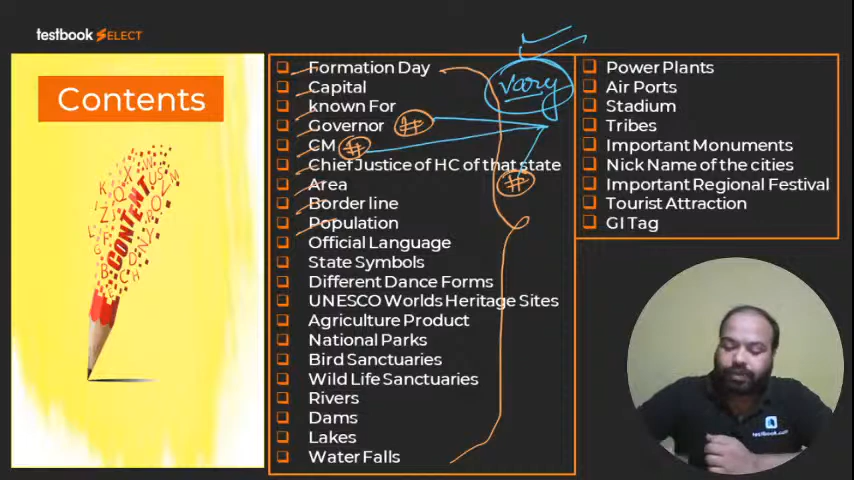 testbook SELECT
Contents
CONTENT
Formation Day
Capital
known For
Governor #
CM #
Chief Justice of HC of that state
Area #
Border line
Population
Official Language
State Symbols
Different Dance Forms
UNESCO Worlds Heritage Sites
Agriculture Product
National Parks
Bird Sanctuaries
Wild Life Sanctuaries
Rivers
Dams
Lakes
Water Falls
vary
Power Plants
Air Ports
Stadium
Tribes
Important Monuments
Nick Name of the cities
Important Regional Festival
Tourist Attraction
GI Tag
testbook.com